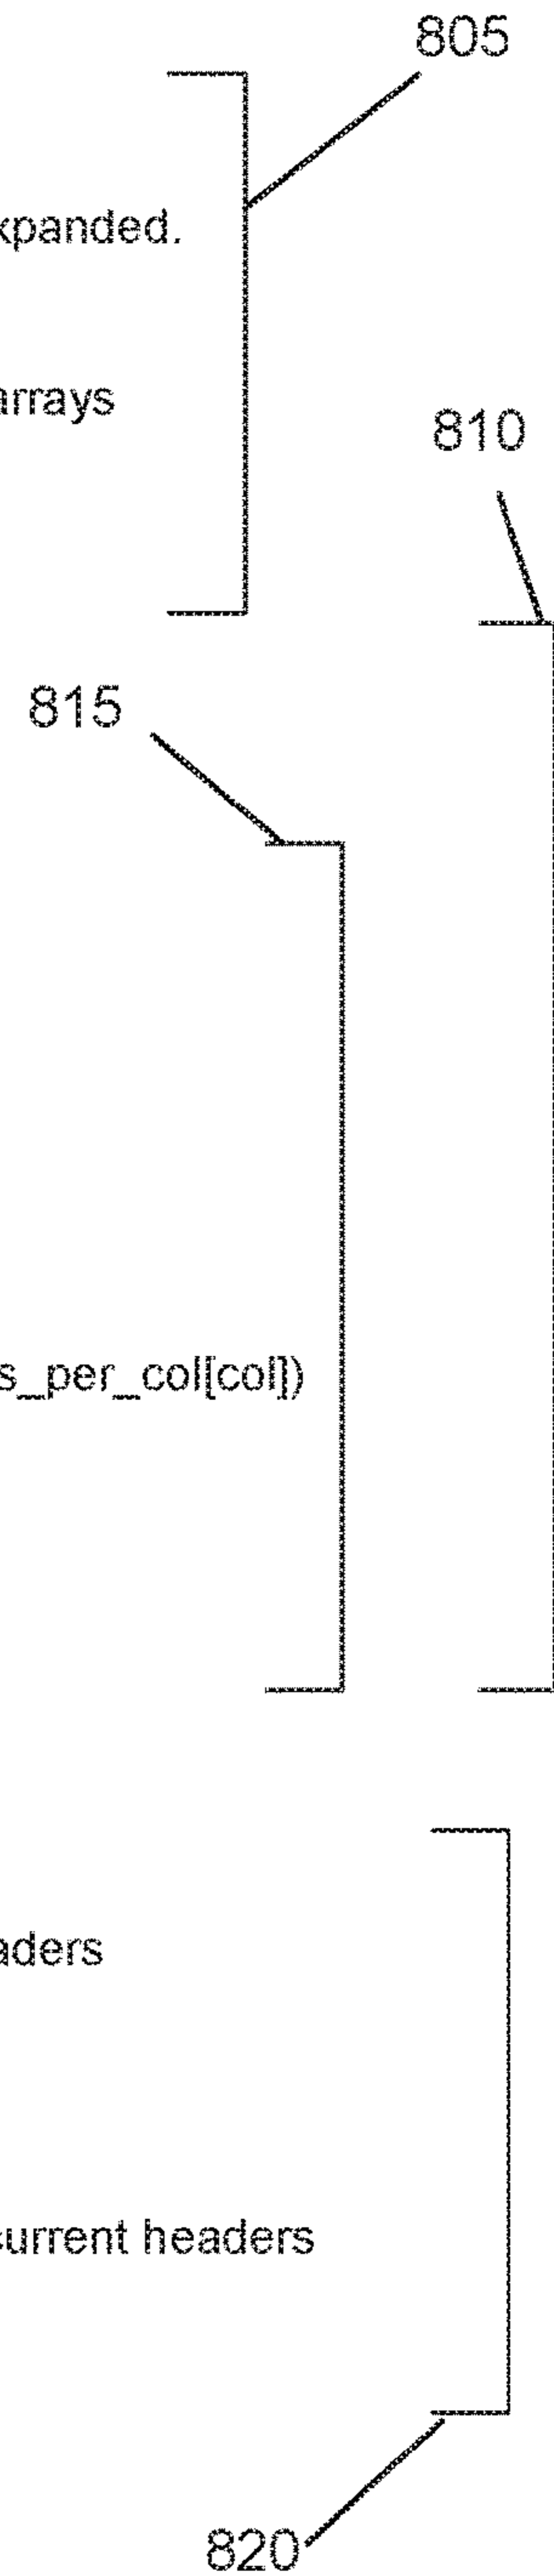 805
xpanded.
arrays
810
815
s_per_col[col])
aders
current headers
820